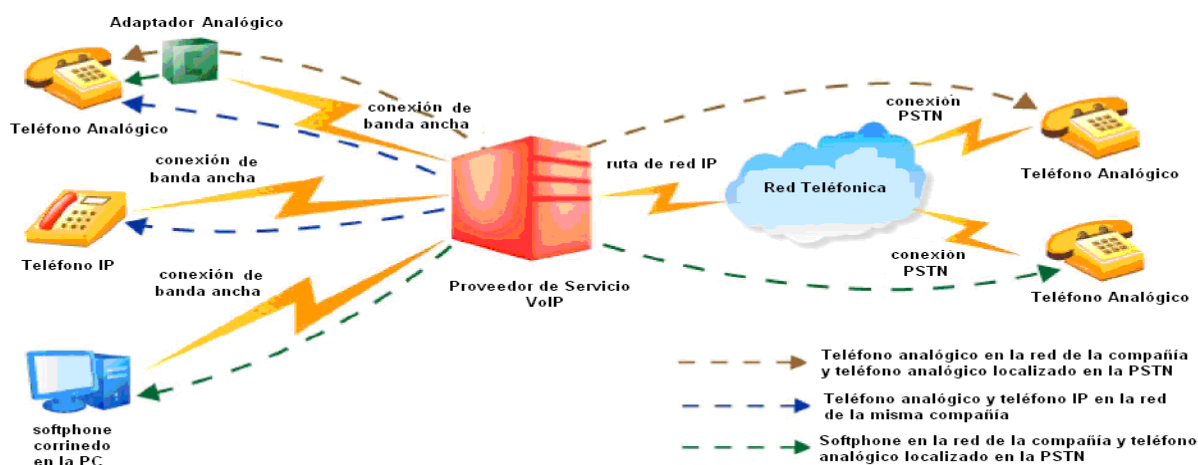 Adaptador Analógico
Teléfono Analógico
conexión de
banda ancha
conexión de
banda ancha
Teléfono IP
conexión de
banda ancha
softphone
corrinedo
en la PC
Proveedor de Servicio
VoIP
ruta de red IP
Red Teléfonica
conexión
PSTN
Teléfono Analógico
conexión
PSTN
Teléfono Analógico
Teléfono analógico en la red de la compañía
y teléfono analógico localizado en la PSTN
Teléfono analógico y teléfono IP en la red
de la misma compañía
Softphone en la red de la compañía y teléfono
analógico localizado en la PSTN